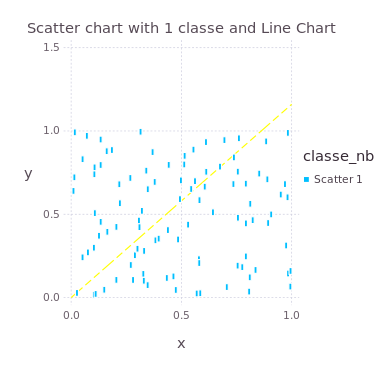 Scatter chart with 1 classe and Line Chart
1.5
1.0
0.5
0.0
y
0.0 0.5 1.0
x
classe_nb
Scatter 1